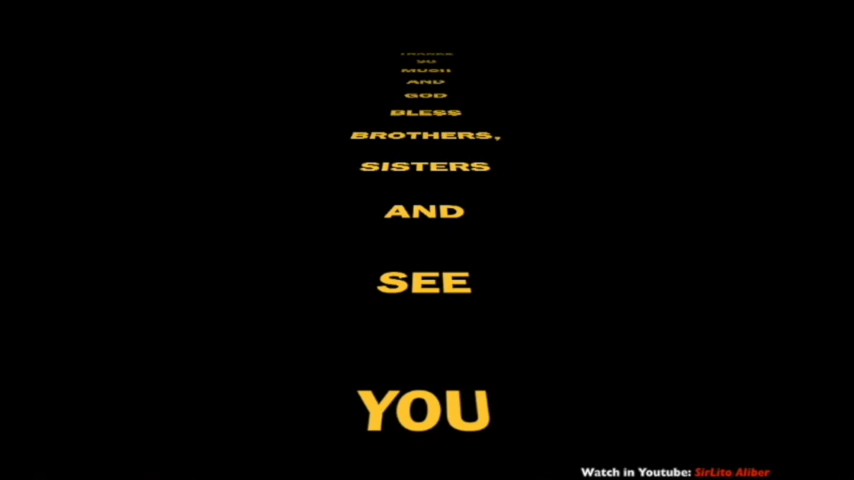 MUCH
AND
GOD
BLESS
BROTHERS,
SISTERS
AND
SEE
YOU
Watch in Youtube: SirLito Aliber